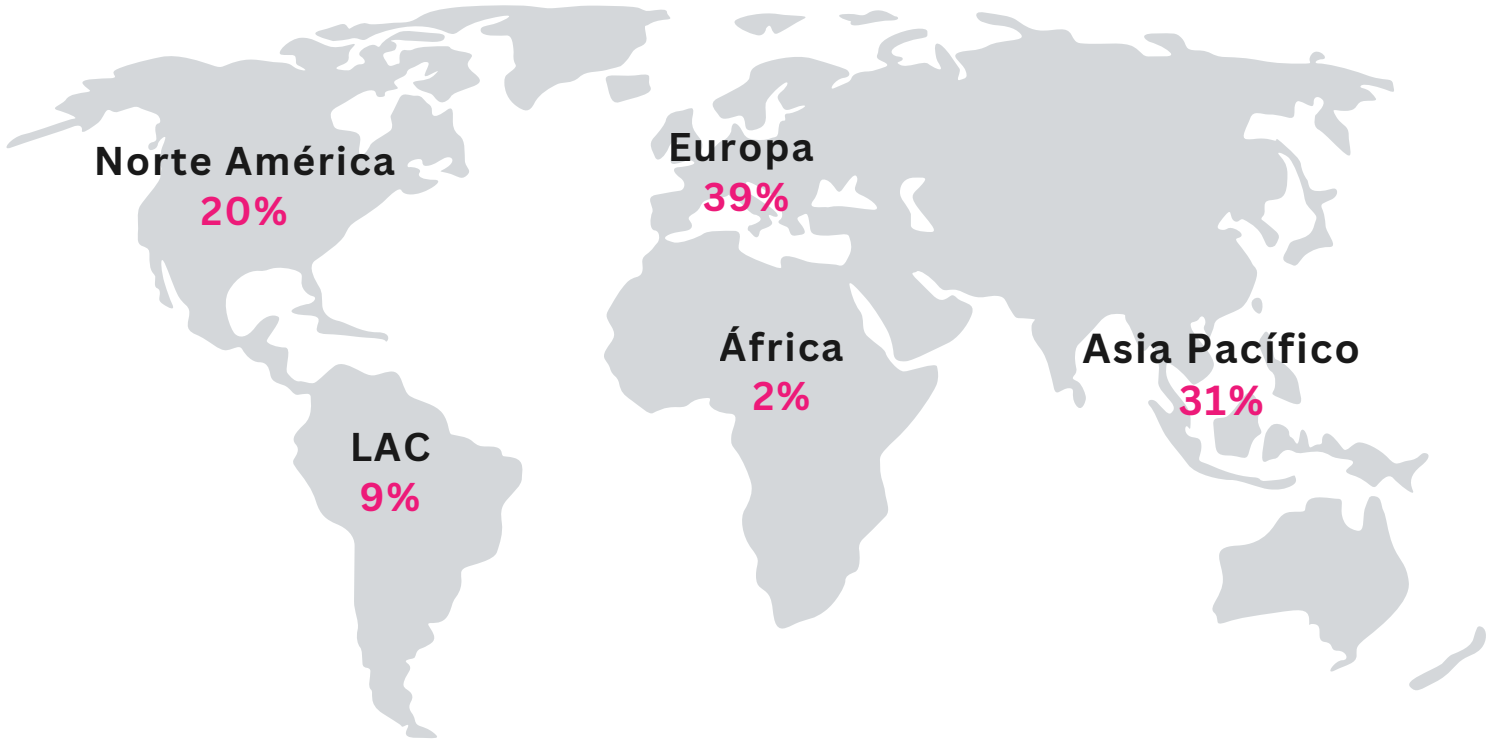 Norte América
20%
Europa
39%
África
2%
Asia Pacífico
31%
LAC
9%